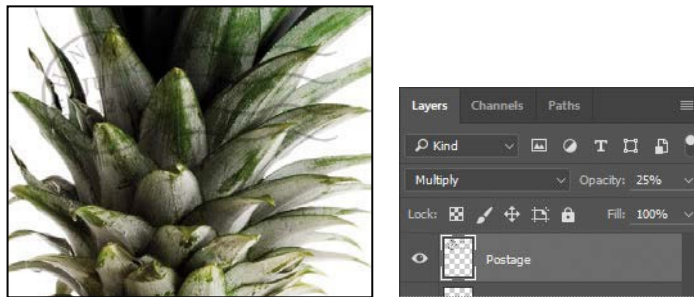 Layers Channels Paths
Kind
Multiply Opacity: 25%
Lock: Fill: 100%
Postage